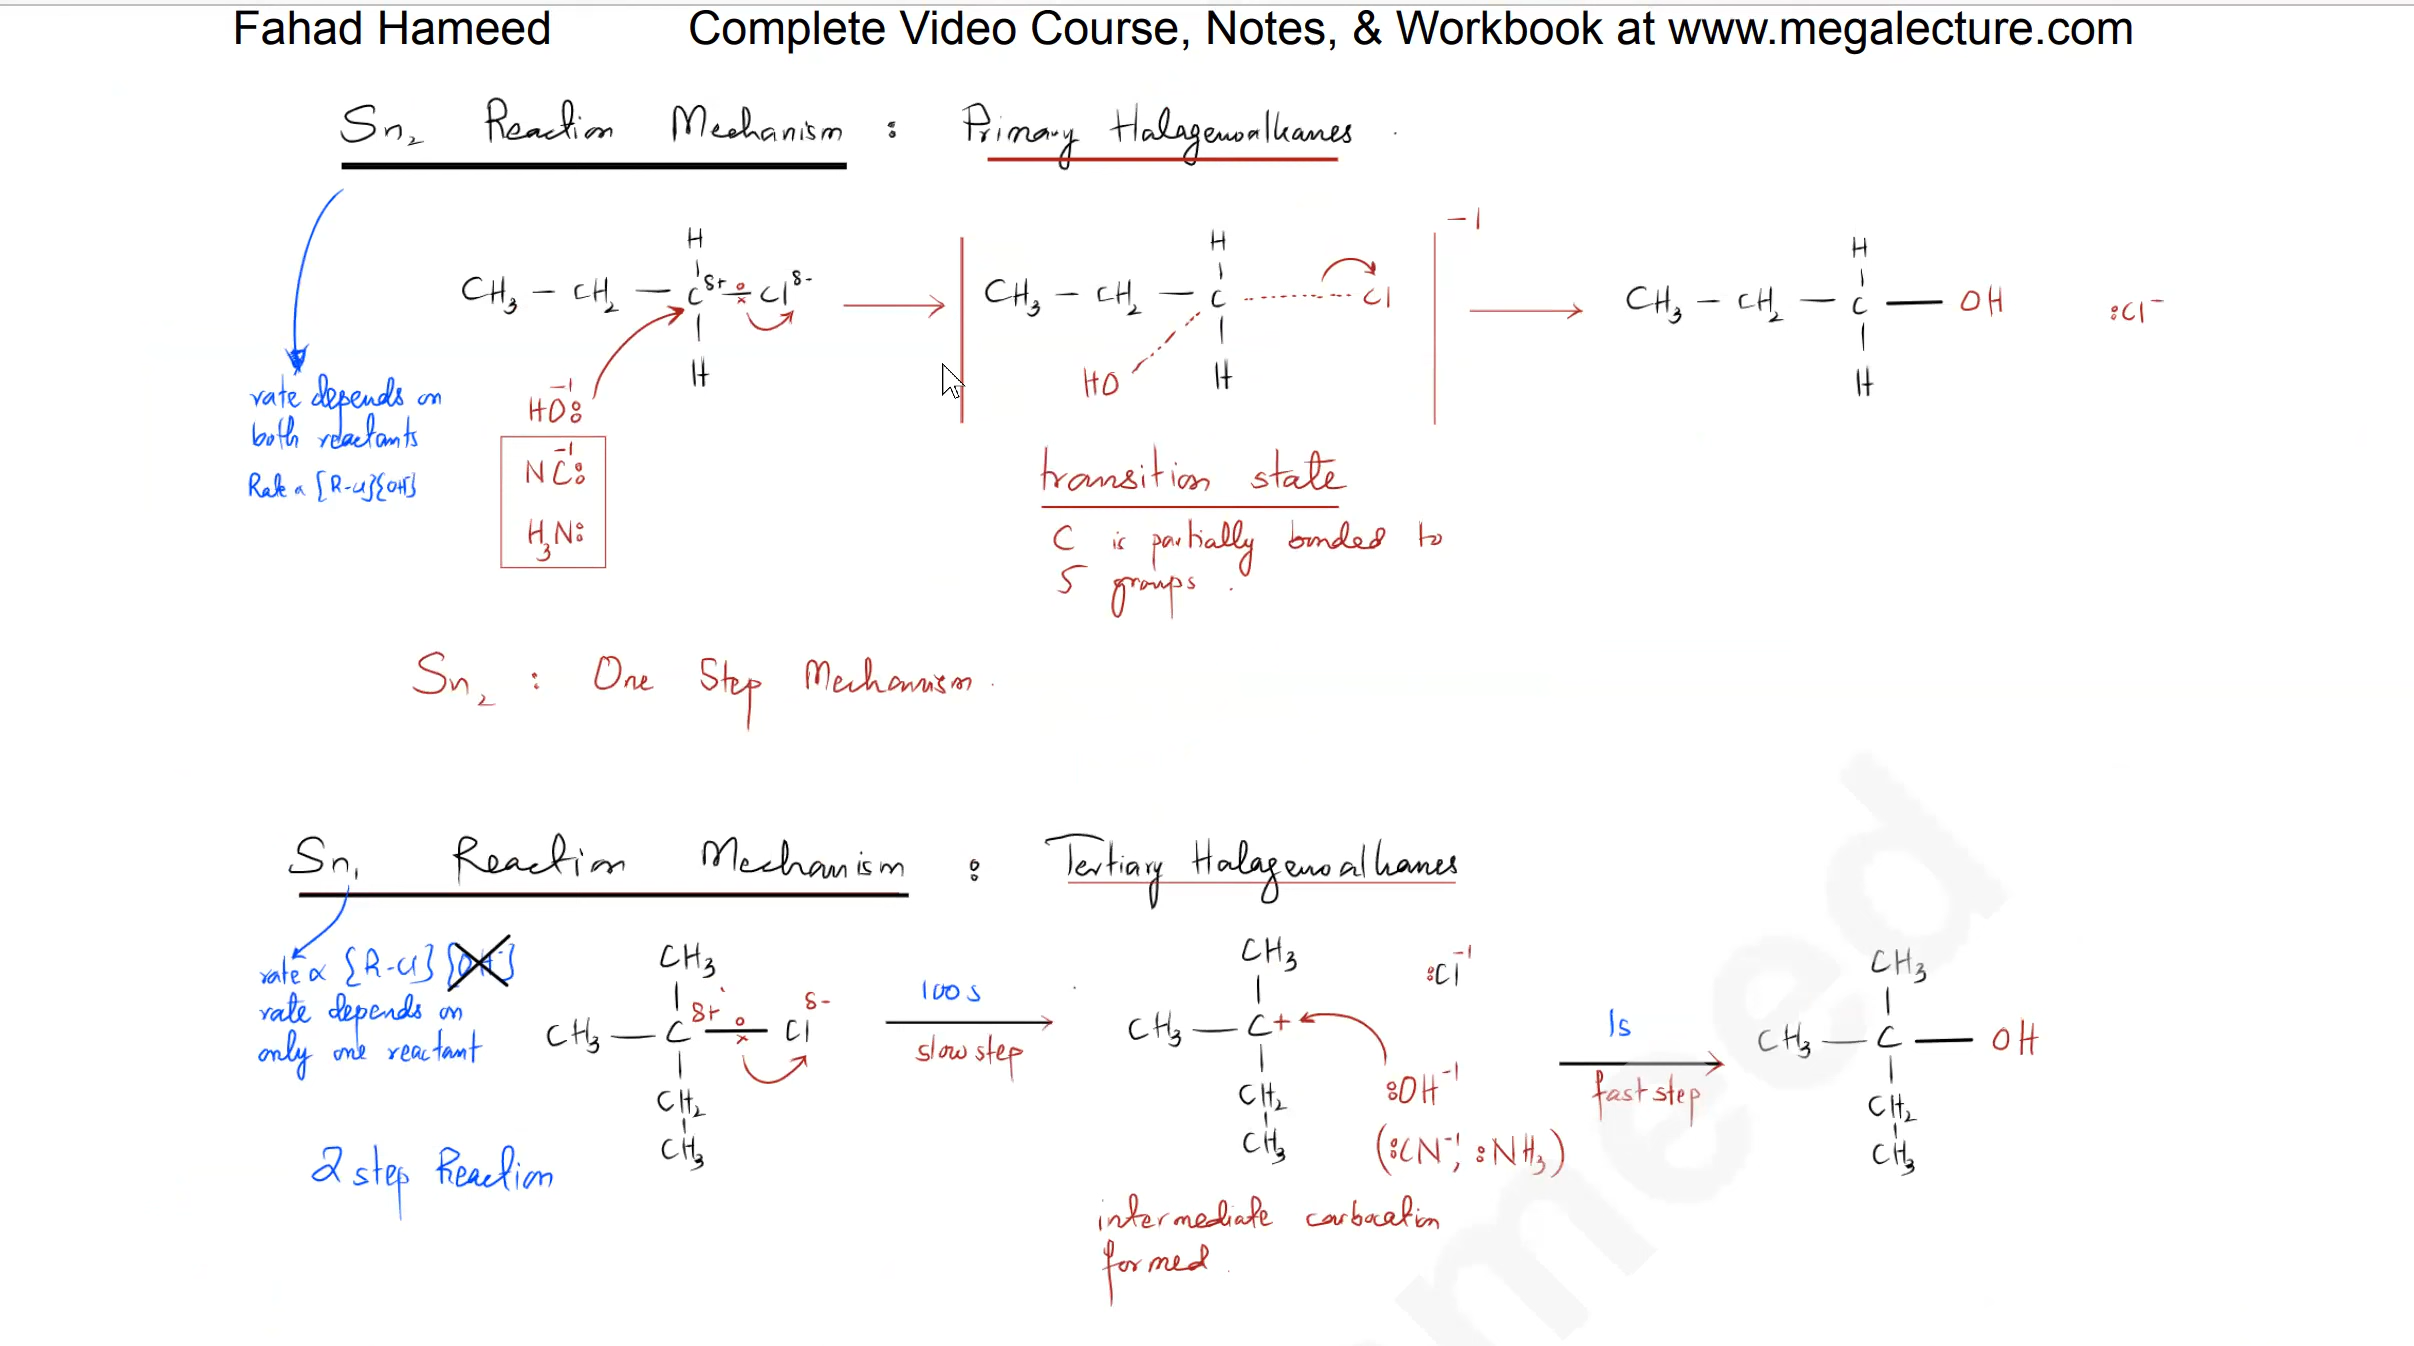 Fahad Hameed Complete Video Course, Notes, & Workbook at www.megalecture.com
Sn₂ Reaction Mechanism : Primary Halogenoalkanes
H
CH₃ – CH₂ – C δ+ – Cl δ-
H
H
CH₃ – CH₂ – C ------- Cl
HO
H
-1
H
CH₃ – CH₂ – C – OH :Cl⁻
H
rate depends on
both reactants
Rate α [R-Cl][OH]
HO:⁻¹
NC:⁻¹
H₃N:
transition state
C is partially bonded to
5 groups .
Sn₂ : One Step Mechanism .
Sn₁ Reaction Mechanism : Tertiary Halogenoalkanes
rate α [R-Cl]
rate depends on
only one reactant
2 step Reaction
CH₃
CH₃ – C δ+ – Cl δ-
CH₂
CH₃
100s
slow step
CH₃
CH₃ – C+
CH₂
CH₃
:Cl⁻¹
:OH⁻¹
(:CN⁻¹, :NH₃)
intermediate carbocation
formed .
1s
fast step
CH₃
CH₃ – C – OH
CH₂
CH₃